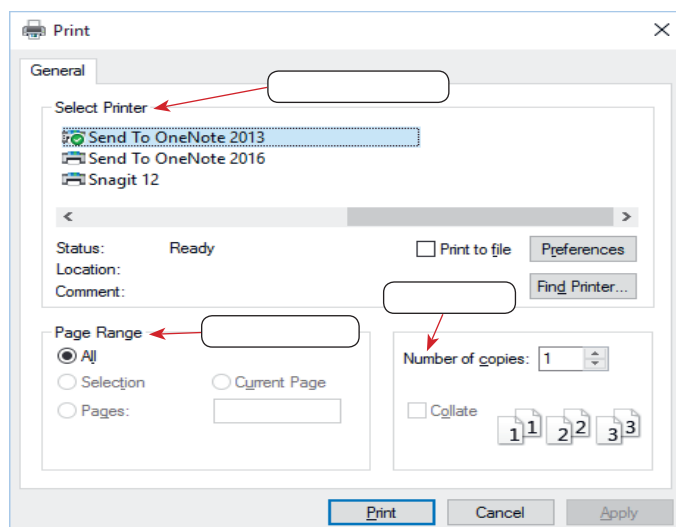 Print
General
Select Printer
Send To OneNote 2013
Send To OneNote 2016
Snagit 12
Status: Ready
Print to file
Preferences
Location:
Comment:
Find Printer...
Page Range
All
Selection
Current Page
Pages:
Number of copies: 1
Collate
1 1 2 2 3 3
Print
Cancel
Apply